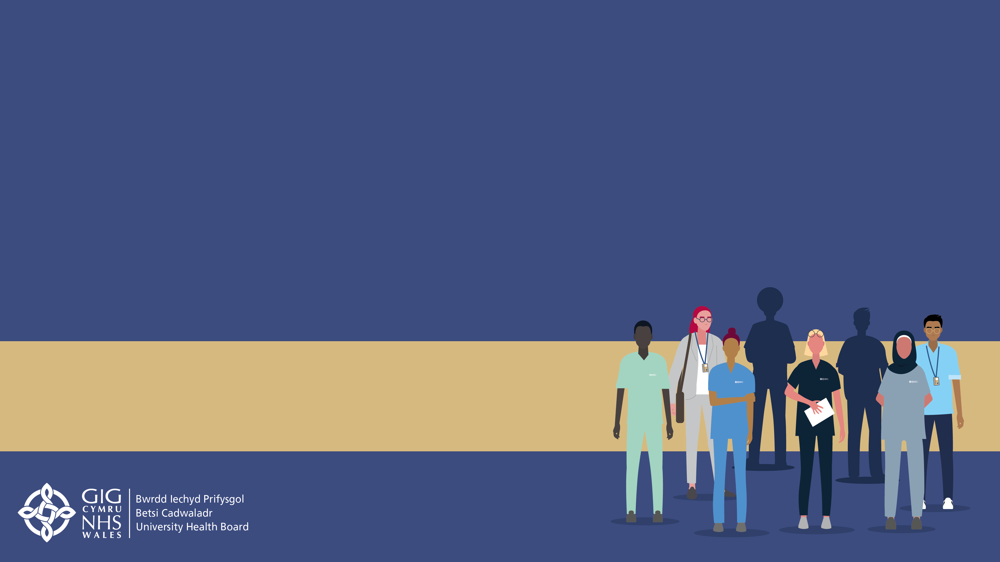 GIG
CYMRU
NHS
WALES
Bwrdd Iechyd Prifysgol
Betsi Cadwaladr
University Health Board